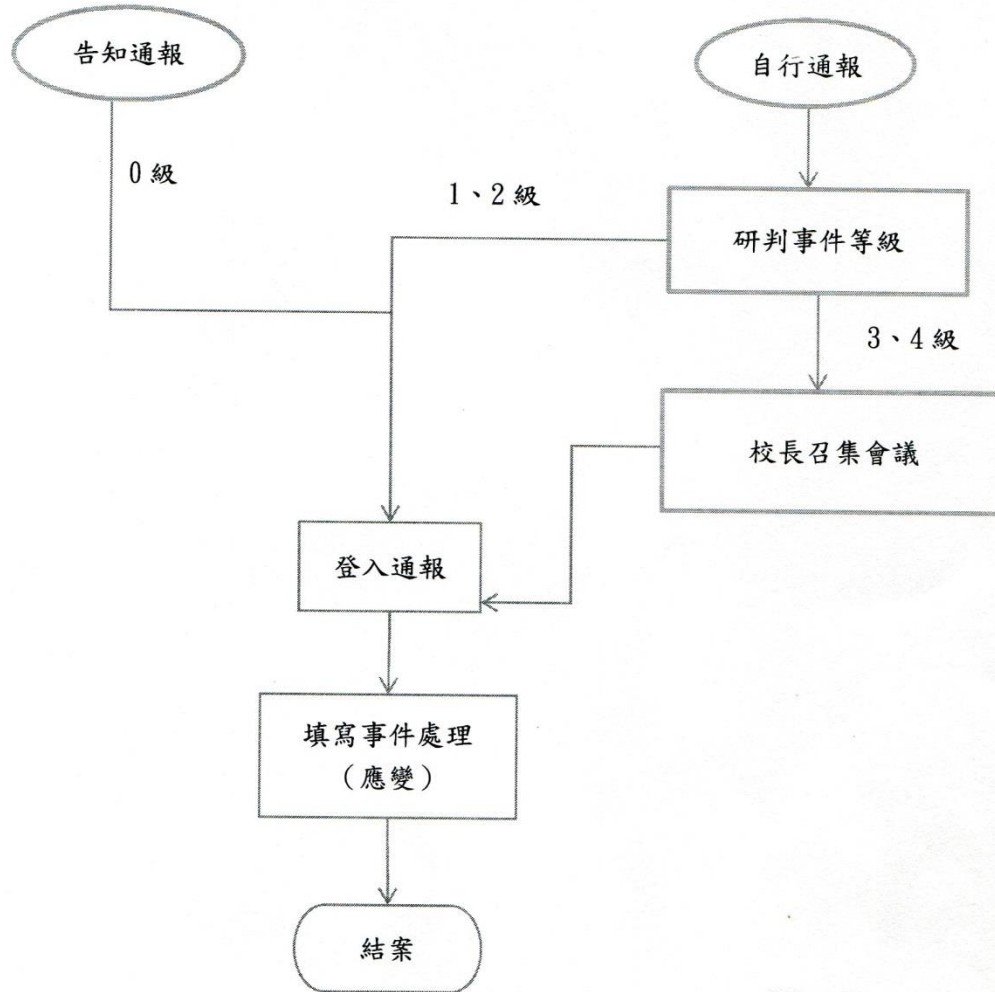 告知通報
自行通報
0 級
1、2 級
研判事件等級
3、4 級
校長召集會議
登入通報
填寫事件處理
（應變）
結案